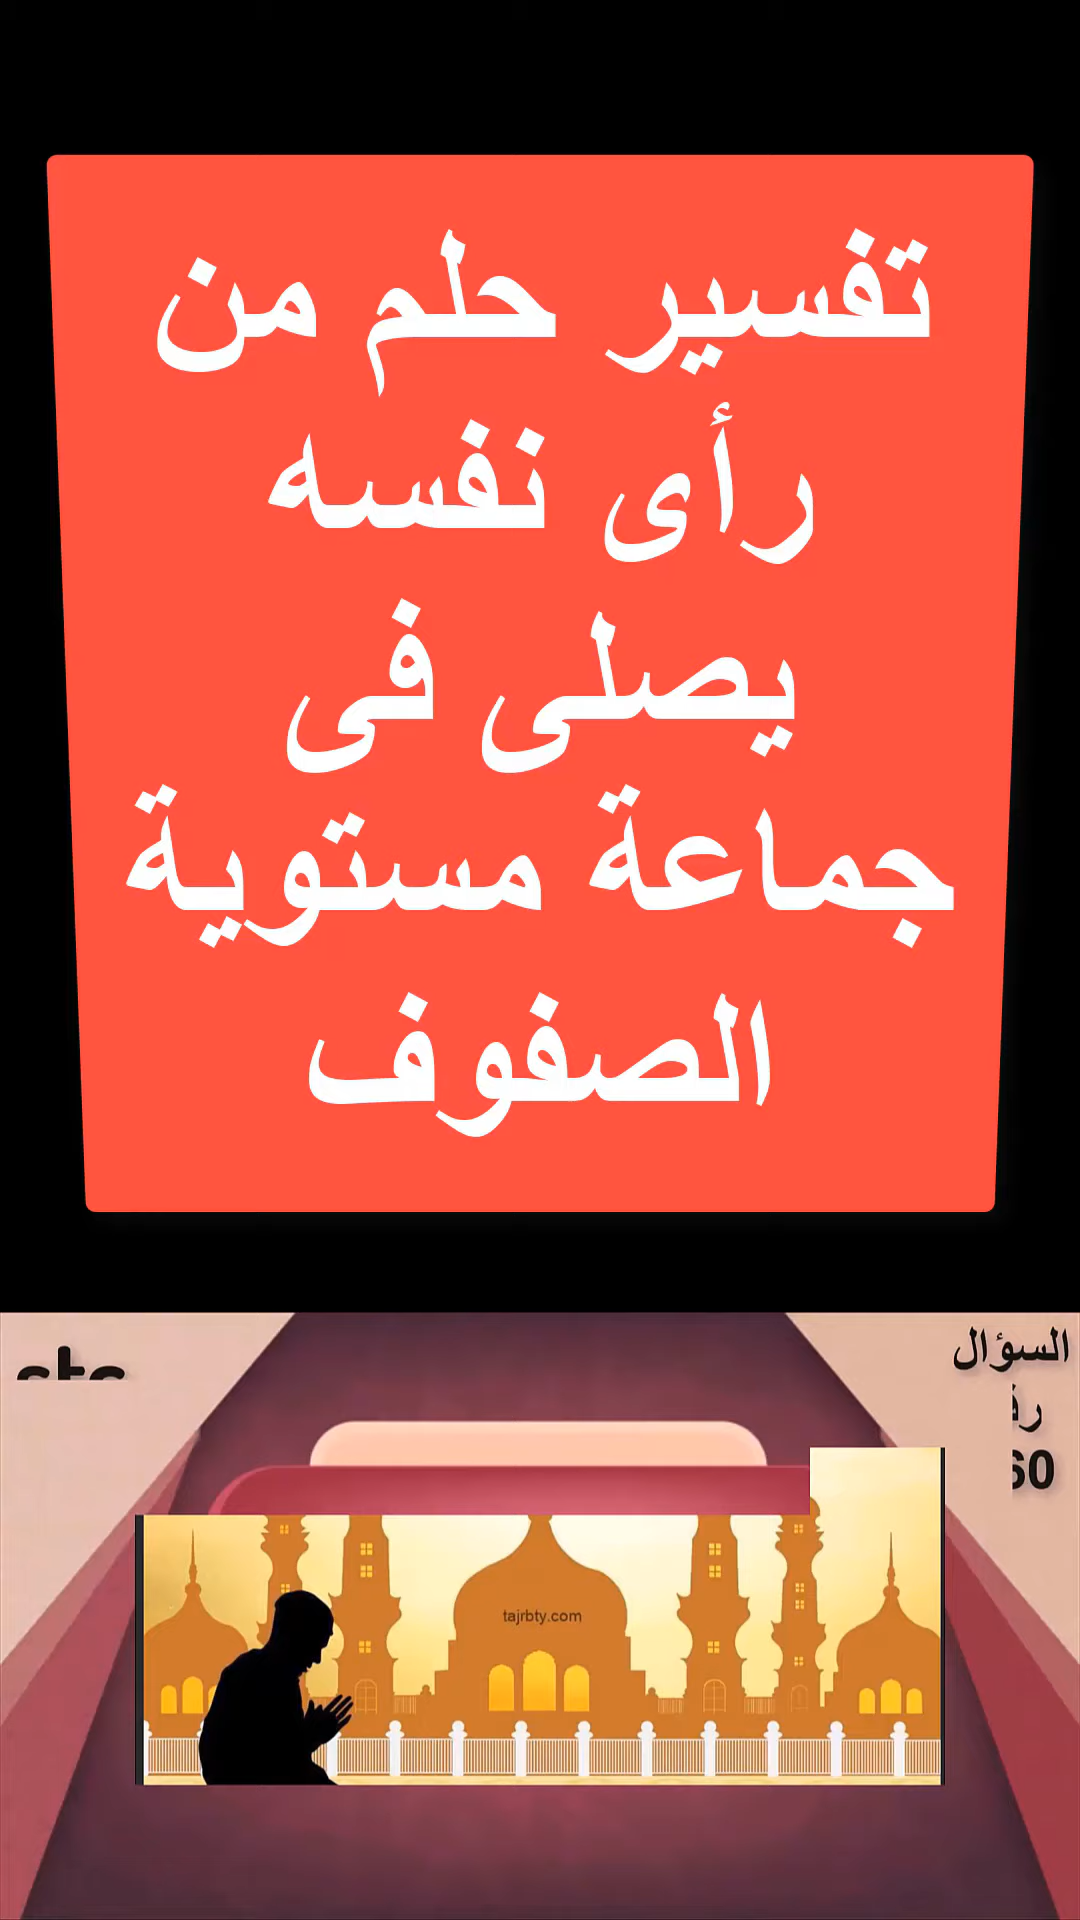 تفسير حلم من
رأى نفسه
يصلى فى
جماعة مستوية
الصفوف
السؤال
tajrbty.com